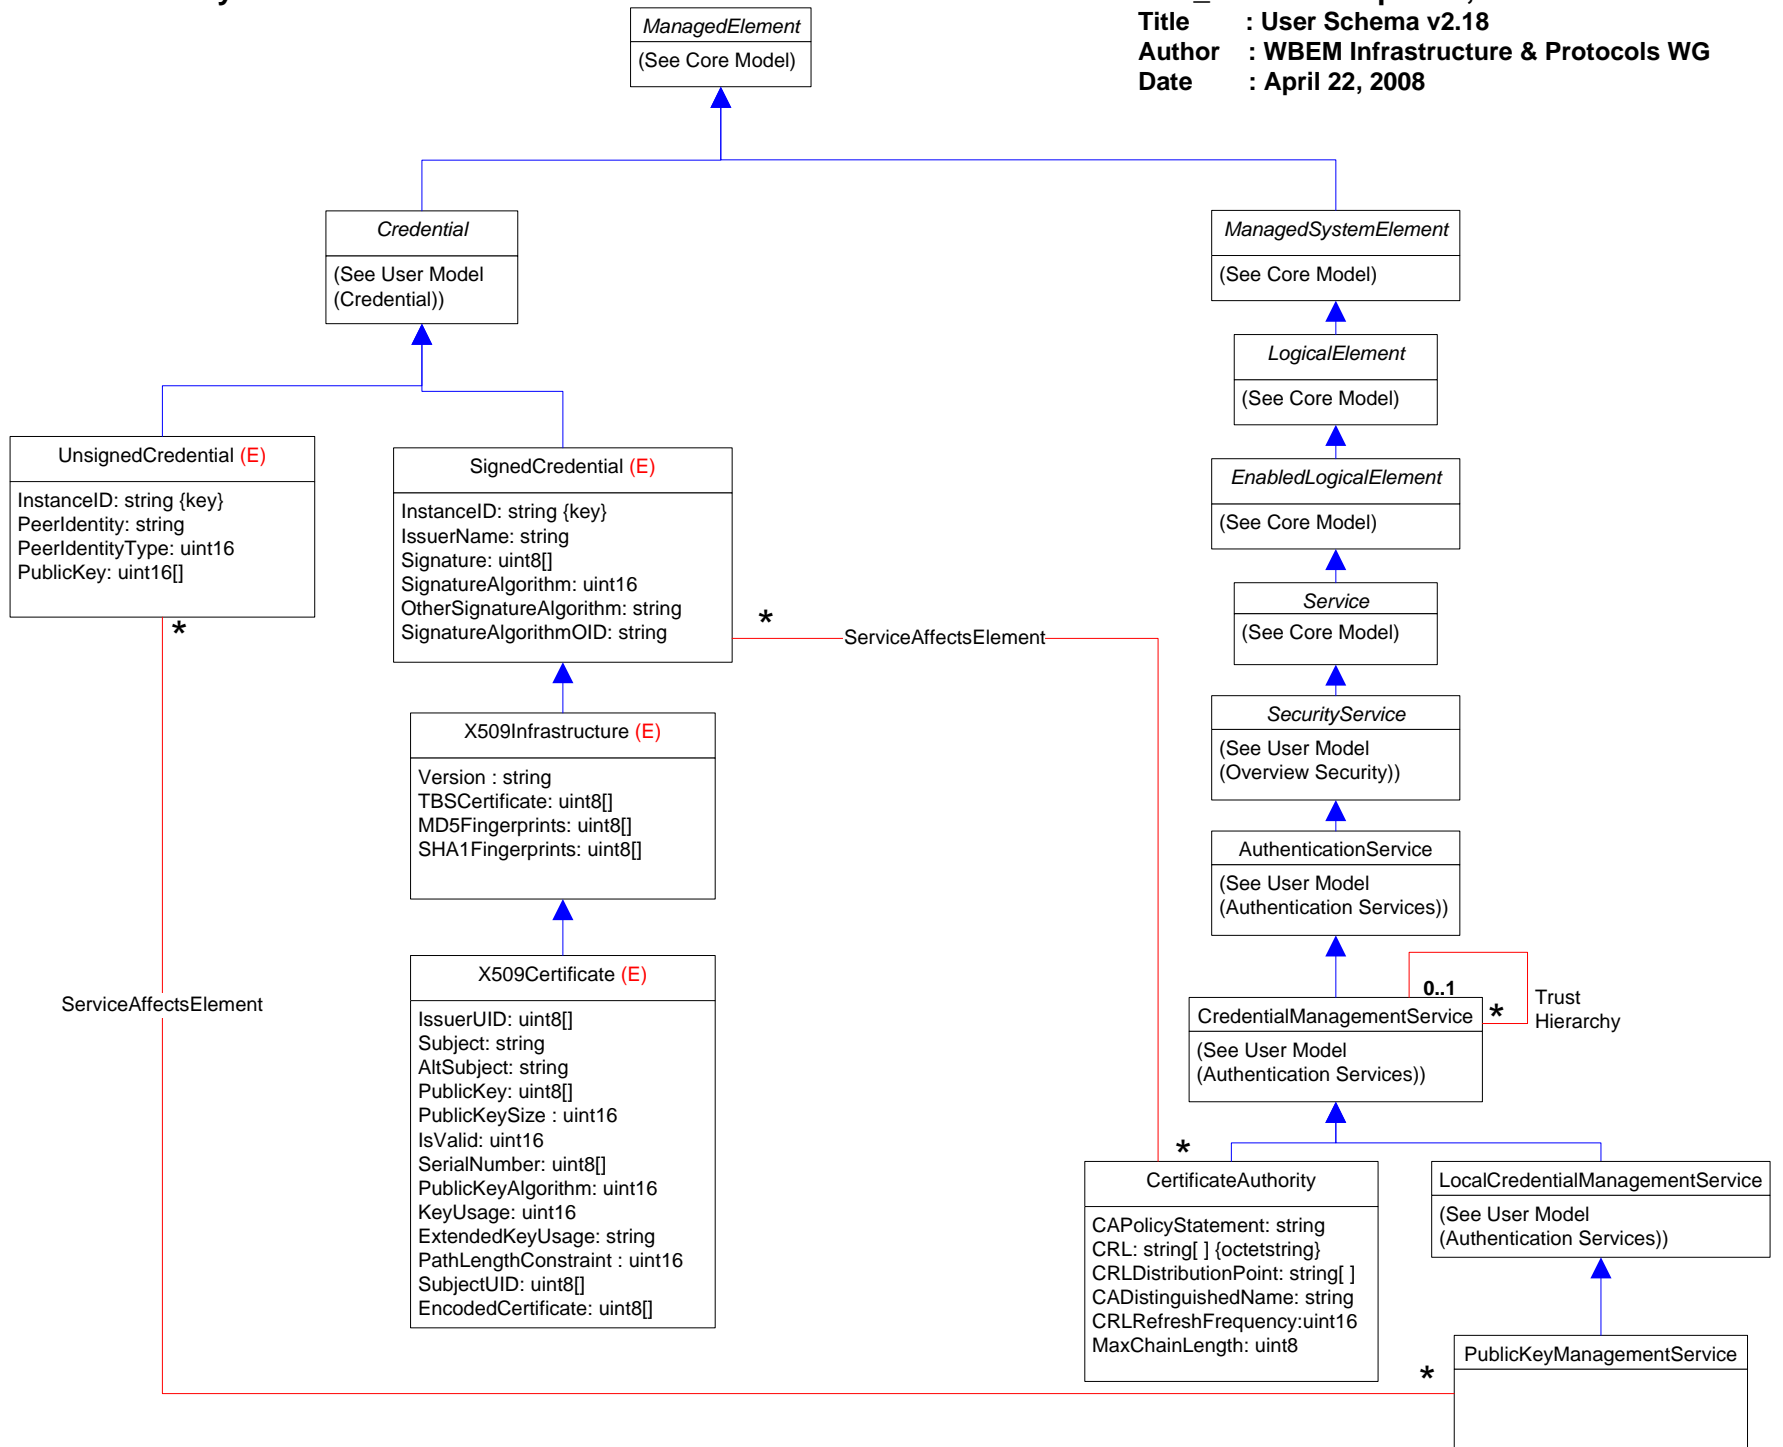 Title : User Schema v2.18
Author : WBEM Infrastructure & Protocols WG
Date : April 22, 2008
ManagedElement
(See Core Model)
Credential
(See User Model
(Credential))
ManagedSystemElement
(See Core Model)
LogicalElement
(See Core Model)
EnabledLogicalElement
(See Core Model)
Service
(See Core Model)
SecurityService
(See User Model
(Overview Security))
AuthenticationService
(See User Model
(Authentication Services))
0..1
*
Trust
Hierarchy
CredentialManagementService
(See User Model
(Authentication Services))
UnsignedCredential (E)
InstanceID: string {key}
PeerIdentity: string
PeerIdentityType: uint16
PublicKey: uint16[]
*
SignedCredential (E)
InstanceID: string {key}
IssuerName: string
Signature: uint8[]
SignatureAlgorithm: uint16
OtherSignatureAlgorithm: string
SignatureAlgorithmOID: string
*
ServiceAffectsElement
X509Infrastructure (E)
Version : string
TBSCertificate: uint8[]
MD5Fingerprints: uint8[]
SHA1Fingerprints: uint8[]
X509Certificate (E)
IssuerUID: uint8[]
Subject: string
AltSubject: string
PublicKey: uint8[]
PublicKeySize : uint16
IsValid: uint16
SerialNumber: uint8[]
PublicKeyAlgorithm: uint16
KeyUsage: uint16
ExtendedKeyUsage: string
PathLengthConstraint : uint16
SubjectUID: uint8[]
EncodedCertificate: uint8[]
ServiceAffectsElement
*
CertificateAuthority
CAPolicyStatement: string
CRL: string[ ] {octetstring}
CRLDistributionPoint: string[ ]
CADistinguishedName: string
CRLRefreshFrequency:uint16
MaxChainLength: uint8
LocalCredentialManagementService
(See User Model
(Authentication Services))
*
PublicKeyManagementService